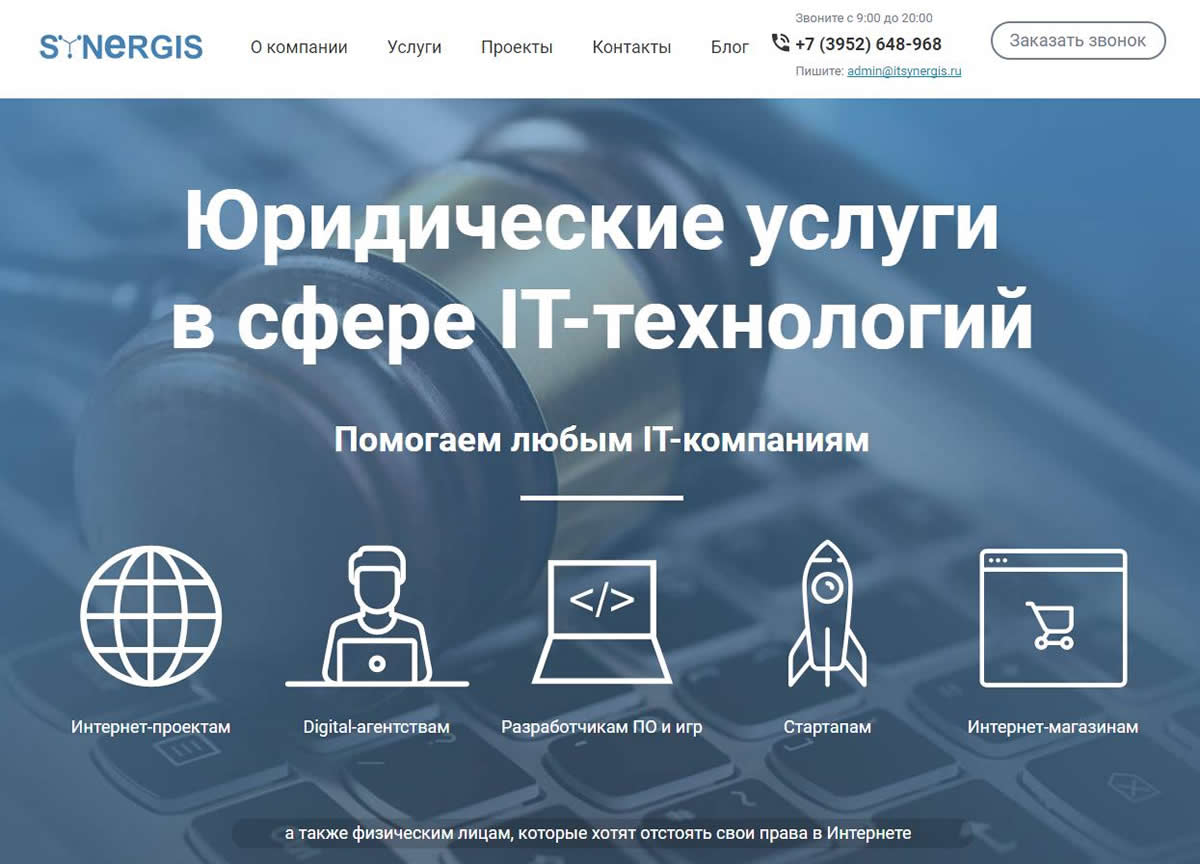 SYNERGIS
О компании
Услуги
Проекты
Контакты
Блог
Звоните с 9:00 до 20:00
+7 (3952) 648-968
Пишите: admin@itsynergis.ru
Заказать звонок
Юридические услуги
в сфере IT-технологий
Помогаем любым IT-компаниям
</>
Интернет-проектам
Digital-агентствам
Разработчикам ПО и игр
Стартапам
Интернет-магазинам
а также физическим лицам, которые хотят отстоять свои права в Интернете